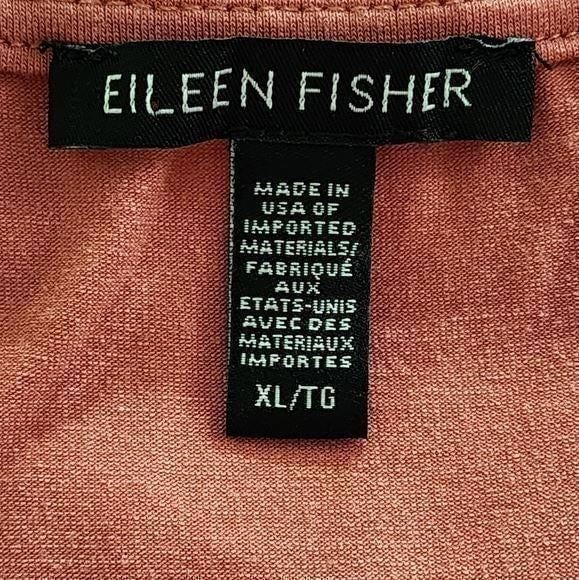 EILEEN FISHER
MADE IN
USA OF
IMPORTED
MATERIALS/
FABRIQUÉ
AUX
ETATS-UNIS
AVEC DES
MATERIAUX
IMPORTES
XL/TG